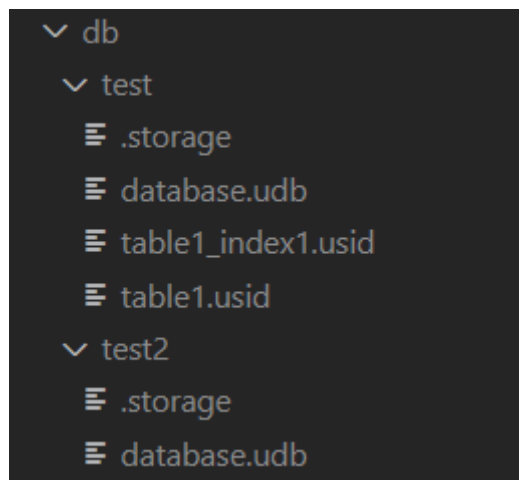 db
test
.storage
database.udb
table1_index1.usid
table1.usid
test2
.storage
database.udb